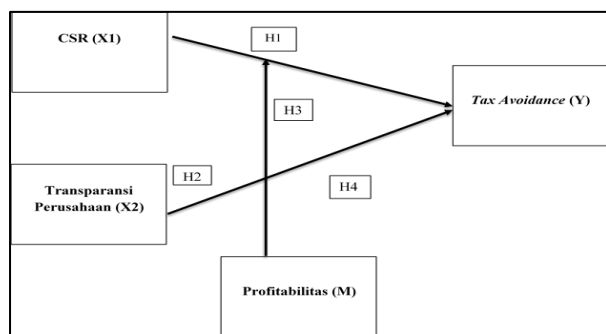 CSR (X1)
H1
Tax Avoidance (Y)
H3
H2
H4
Transparansi
Perusahaan (X2)
Profitabilitas (M)